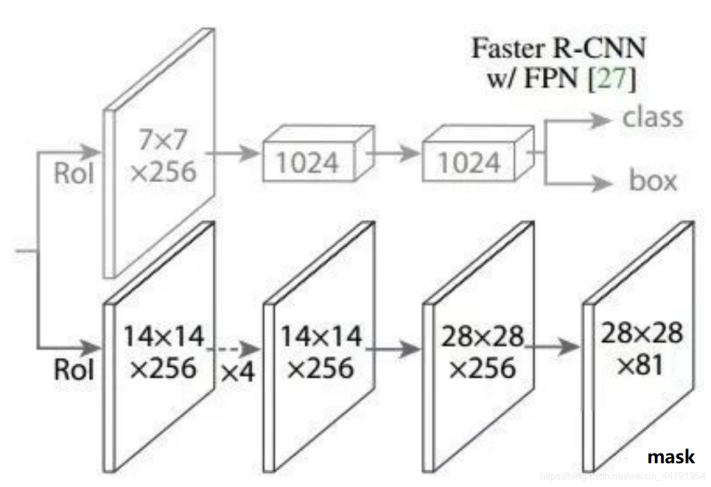 Faster R-CNN
w/ FPN [27]
7×7
×256
RoI
1024
1024
class
box
14×14
×256
RoI
×4
14×14
×256
28×28
×256
28×28
×81
mask